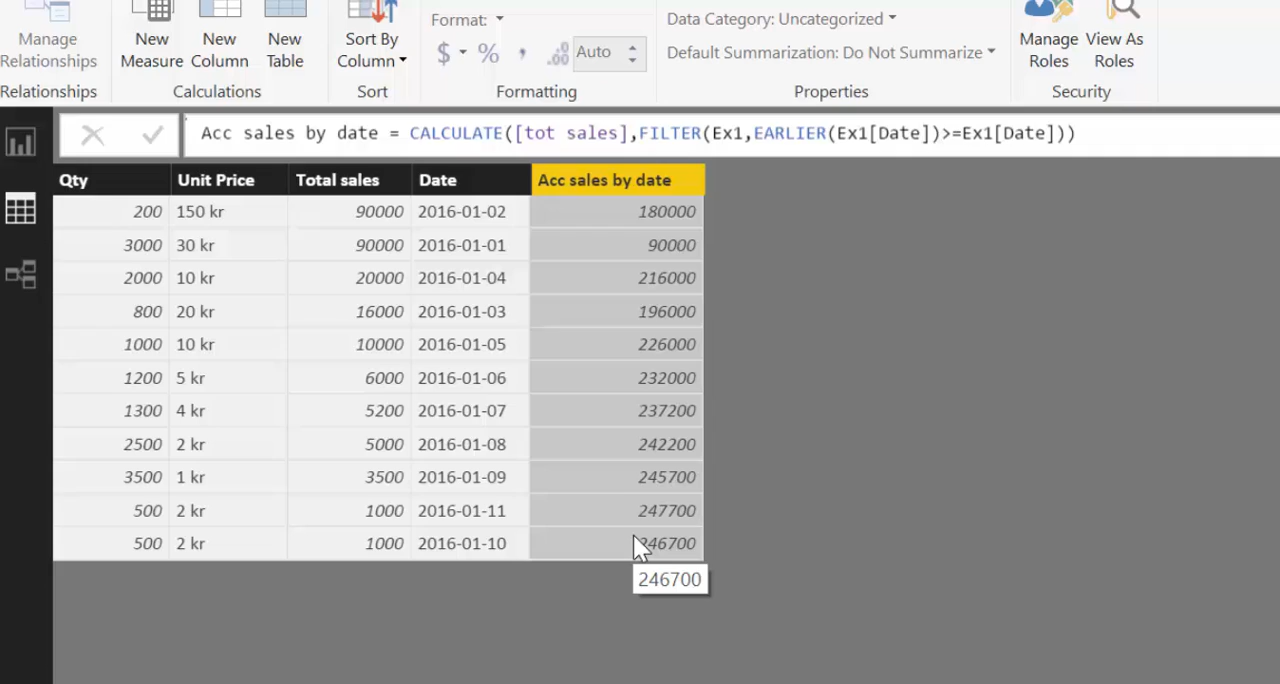 Format:
Data Category: Uncategorized
Manage
Relationships
New
Measure
New
Column
New
Table
Sort By
Column
$ % , .00 Auto
Default Summarization: Do Not Summarize
Manage
Roles
View As
Roles
Relationships
Calculations
Sort
Formatting
Properties
Security
Acc sales by date = CALCULATE([tot sales],FILTER(Ex1,EARLIER(Ex1[Date])>=Ex1[Date]))
Qty Unit Price Total sales Date Acc sales by date
200 150 kr 90000 2016-01-02 180000
3000 30 kr 90000 2016-01-01 90000
2000 10 kr 20000 2016-01-04 216000
800 20 kr 16000 2016-01-03 196000
1000 10 kr 10000 2016-01-05 226000
1200 5 kr 6000 2016-01-06 232000
1300 4 kr 5200 2016-01-07 237200
2500 2 kr 5000 2016-01-08 242200
3500 1 kr 3500 2016-01-09 245700
500 2 kr 1000 2016-01-11 247700
500 2 kr 1000 2016-01-10 246700
246700